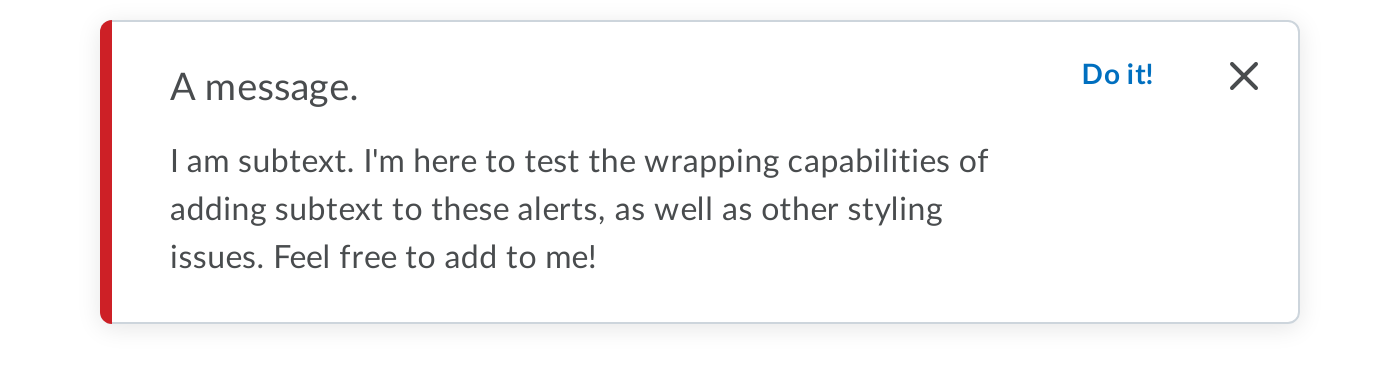 A message.
Do it!
I am subtext. I'm here to test the wrapping capabilities of
adding subtext to these alerts, as well as other styling
issues. Feel free to add to me!